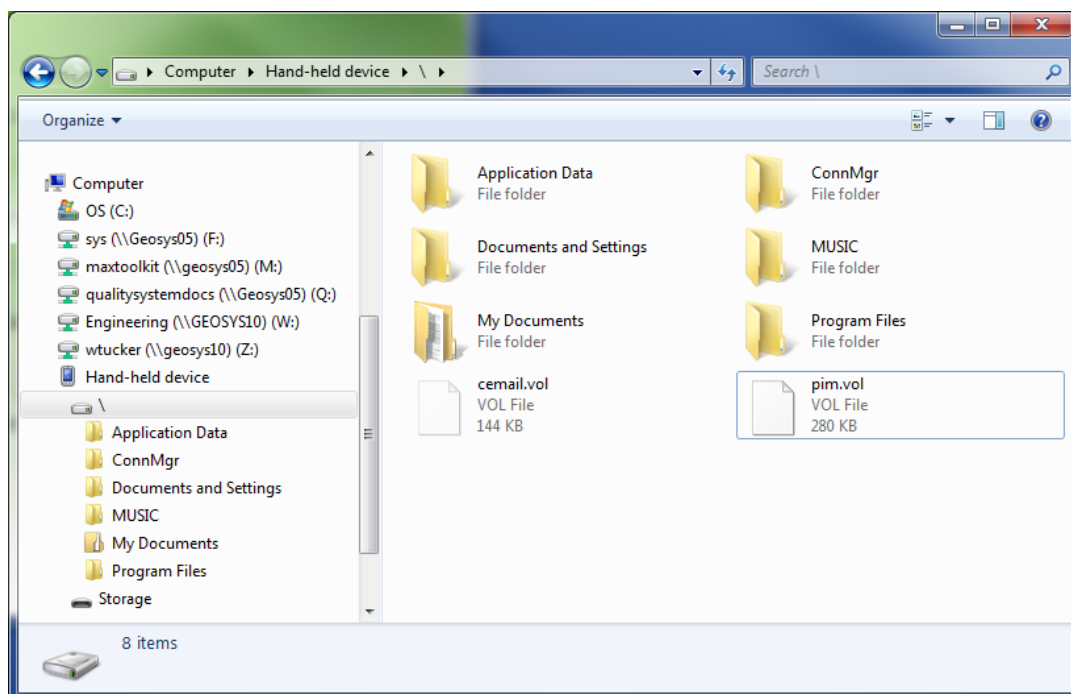 Computer Hand-held device \
Search \
Organize
Computer
OS (C:)
sys (\\Geosys05) (F:)
maxtoolkit (\\geosys05) (M:)
qualitysystemdocs (\\Geosys05) (Q:)
Engineering (\\GEOSYS10) (W:)
wtucker (\\geosys10) (Z:)
Hand-held device
\
Application Data
ConnMgr
Documents and Settings
MUSIC
My Documents
Program Files
Storage
Application Data
File folder
ConnMgr
File folder
Documents and Settings
File folder
MUSIC
File folder
My Documents
File folder
Program Files
File folder
cemail.vol
VOL File
144 KB
pim.vol
VOL File
280 KB
8 items